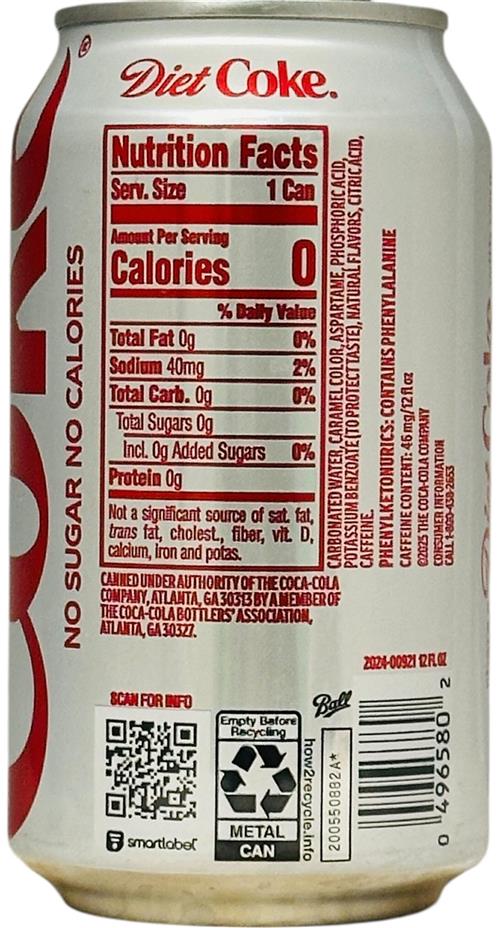 Diet Coke®
Nutrition Facts
Serv. Size 1 Can
Amount Per Serving
Calories 0
% Daily Value
Total Fat 0g 0%
Sodium 40mg 2%
Total Carb. 0g 0%
Total Sugars 0g
Incl. 0g Added Sugars 0%
Protein 0g
Not a significant source of sat. fat,
trans fat, cholest., fiber, vit. D,
calcium, iron and potas.
CANNED UNDER AUTHORITY OF THE COCA-COLA
COMPANY, ATLANTA, GA 30313 BY A MEMBER OF
THE COCA-COLA BOTTLERS' ASSOCIATION,
ATLANTA, GA 30327.
NO SUGAR NO CALORIES
CARBONATED WATER, CARAMEL COLOR, ASPARTAME, PHOSPHORIC ACID,
POTASSIUM BENZOATE (TO PROTECT TASTE), NATURAL FLAVORS, CITRIC ACID,
CAFFEINE.
PHENYLKETONURICS: CONTAINS PHENYLALANINE
CAFFEINE CONTENT: 46 mg/12 fl oz
©2025 THE COCA-COLA COMPANY
CONSUMER INFORMATION
CALL 1-800-438-2653
2024-00921 12 FL OZ
SCAN FOR INFO
smartlabel
Empty Before
Recycling
METAL
CAN
how2recycle.info
Ball
200550882A*
0 496580 2